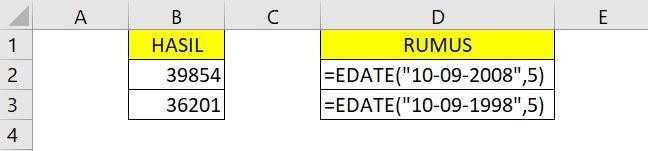 A B C D E
1 HASIL RUMUS
2 39854 =EDATE("10-09-2008",5)
3 36201 =EDATE("10-09-1998",5)
4